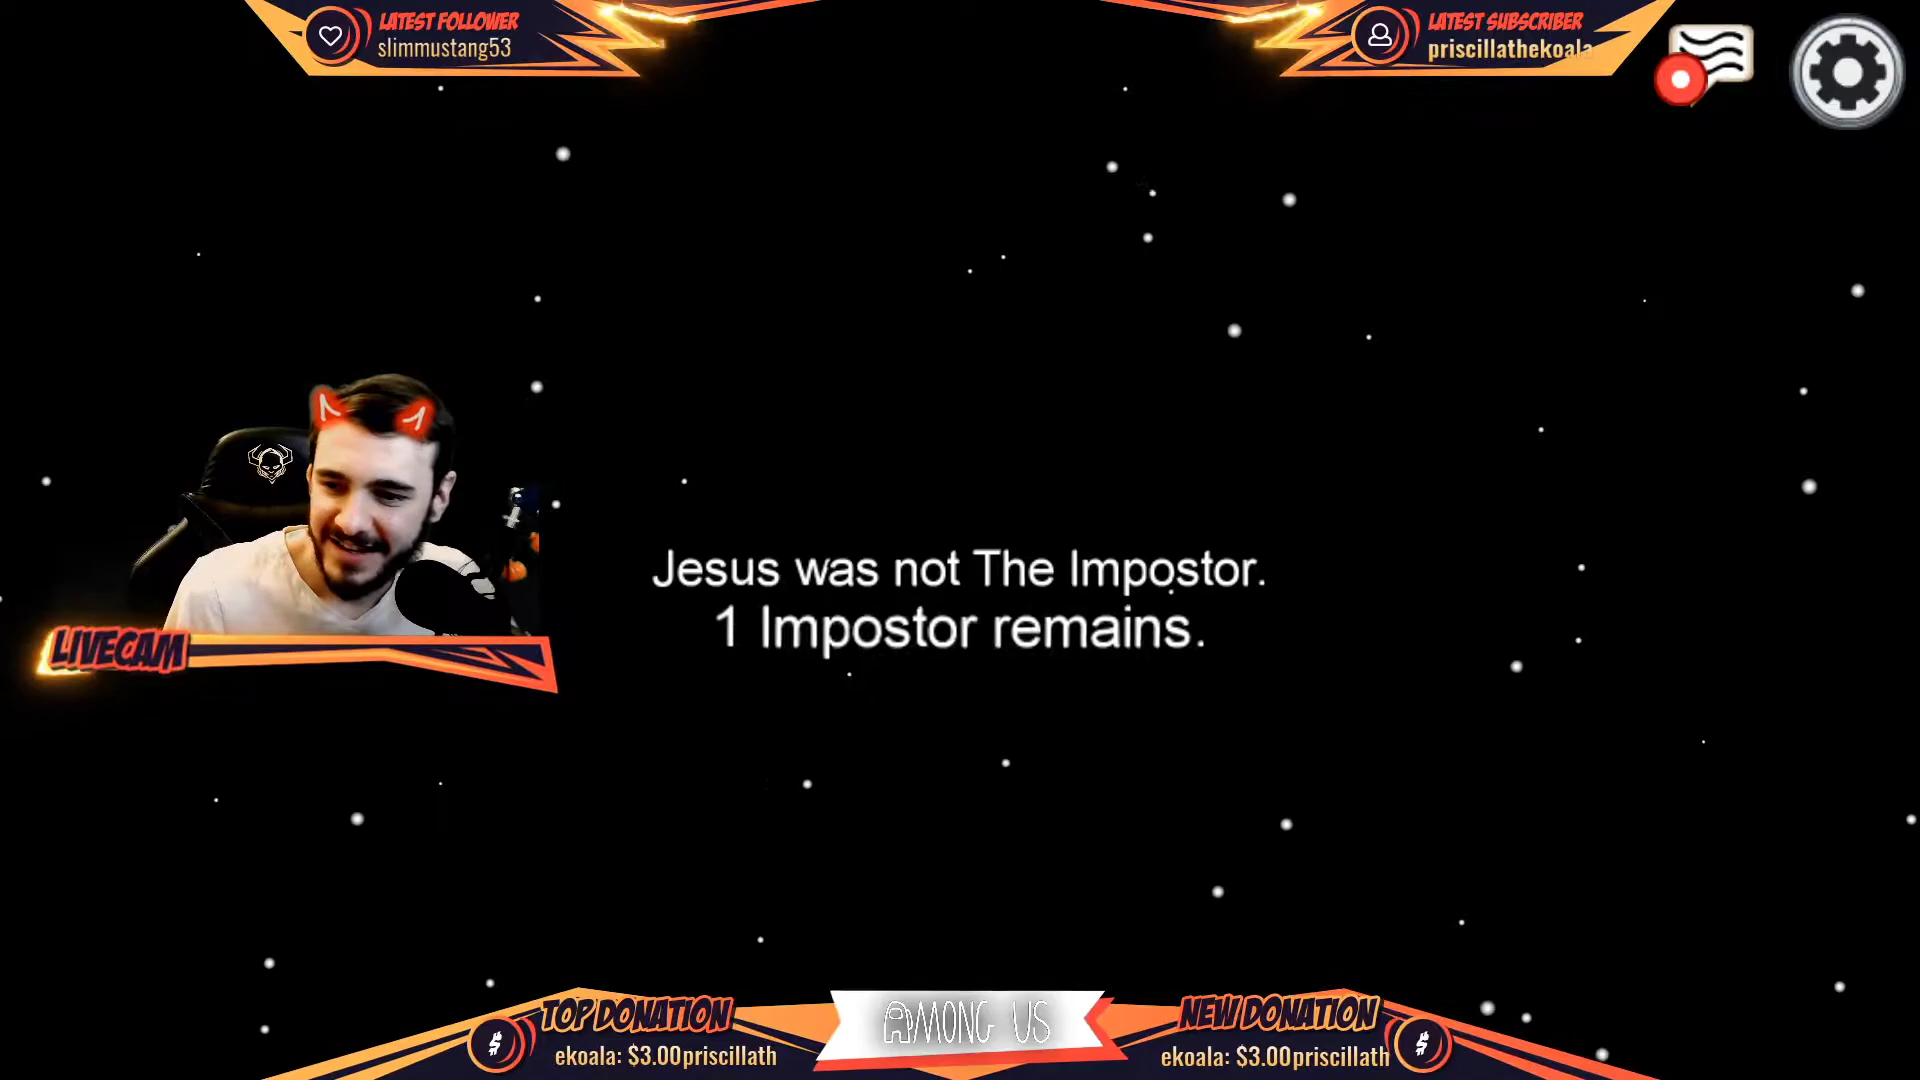 LATEST FOLLOWER
slimmustang53
LATEST SUBSCRIBER
priscillathekoala
LIVECAM
Jesus was not The Impostor.
1 Impostor remains.
TOP DONATION
ekoala: $3.00priscillath
AMONG US
NEW DONATION
ekoala: $3.00priscillath